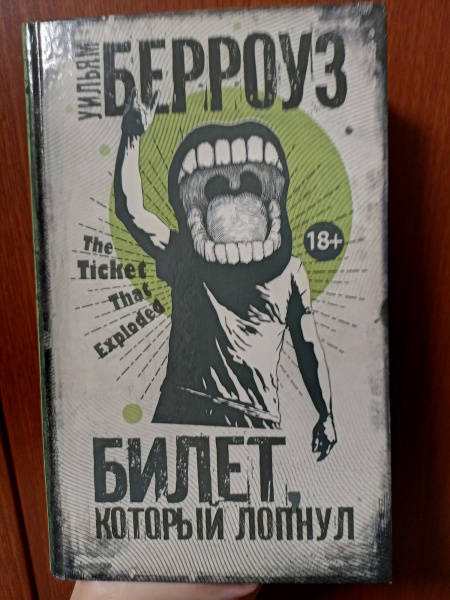 УИЛЬЯМ
БЕРРОУЗ
The
Ticket
That
Exploded
18+
БИЛЕТ,
КОТОРЫЙ ЛОПНУЛ